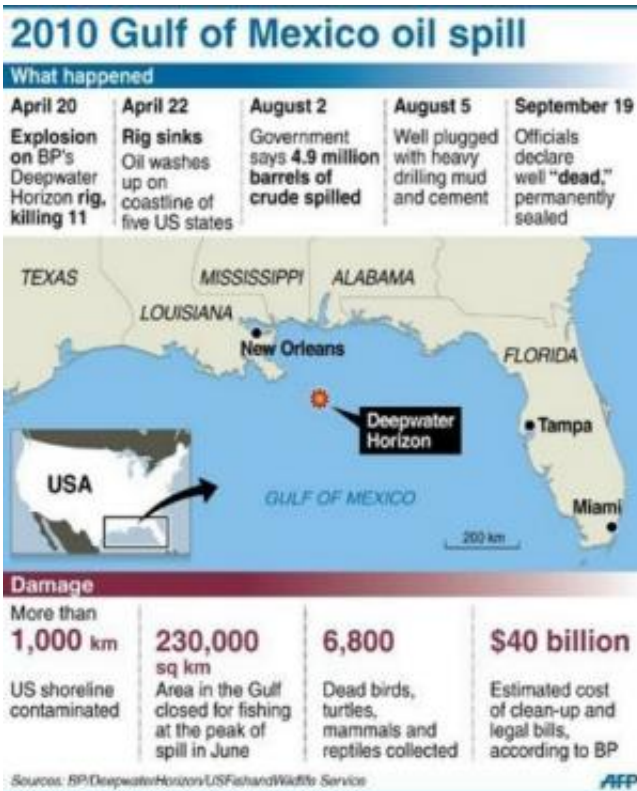 2010 Gulf of Mexico oil spill
What happened
April 20
Explosion
on BP's
Deepwater
Horizon rig,
killing 11
April 22
Rig sinks
Oil washes
up on
coastline of
five US states
August 2
Government
says 4.9 million
barrels of
crude spilled
August 5
Well plugged
with heavy
drilling mud
and cement
September 19
Officials
declare
well "dead,"
permanently
sealed
TEXAS
MISSISSIPPI
ALABAMA
LOUISIANA
New Orleans
FLORIDA
Deepwater
Horizon
Tampa
USA
GULF OF MEXICO
Miami
200 km
Damage
More than
1,000 km
US shoreline
contaminated
230,000
sq km
Area in the Gulf
closed for fishing
at the peak of
spill in June
6,800
Dead birds,
turtles,
mammals and
reptiles collected
$40 billion
Estimated cost
of clean-up and
legal bills,
according to BP
Sources: BP/DeepwaterHorizon/USFishandWildlife Service
AFP